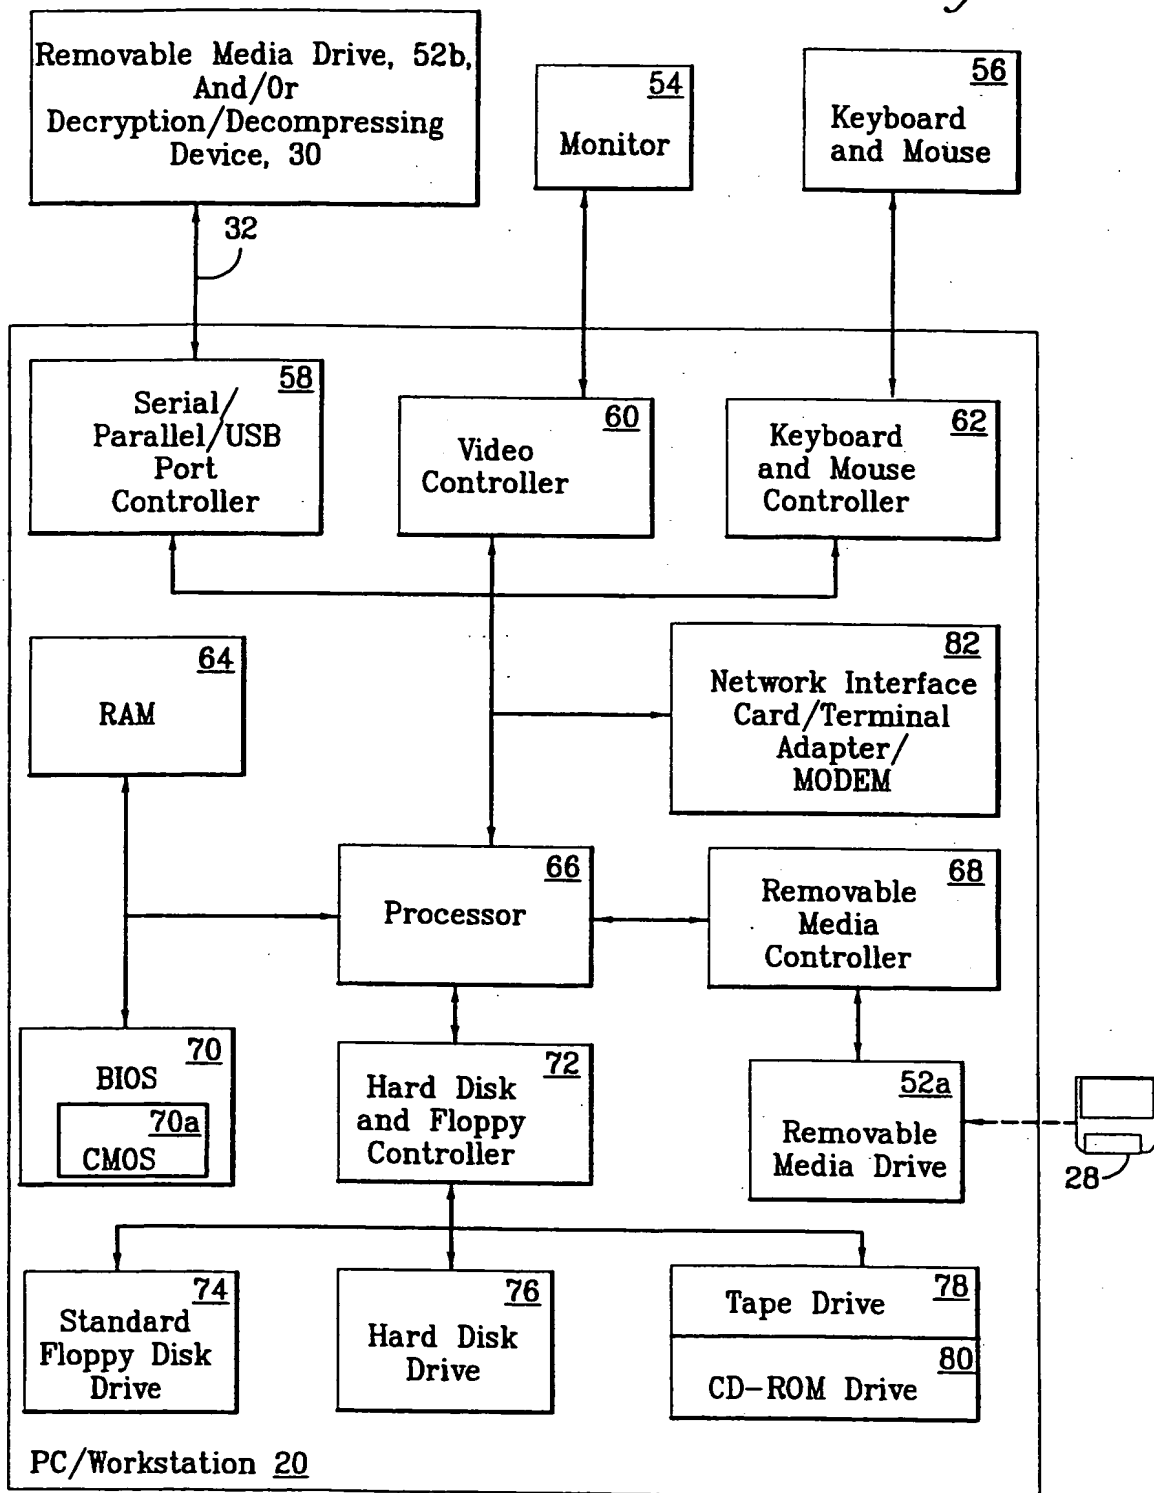 Removable Media Drive, 52b,
And/Or
Decryption/Decompressing
Device, 30
54
Monitor
56
Keyboard
and Mouse
32
58
Serial/
Parallel/USB
Port
Controller
60
Video
Controller
62
Keyboard
and Mouse
Controller
64
RAM
82
Network Interface
Card/Terminal
Adapter/
MODEM
66
Processor
68
Removable
Media
Controller
70
BIOS
70a
CMOS
72
Hard Disk
and Floppy
Controller
52a
Removable
Media Drive
28
74
Standard
Floppy Disk
Drive
76
Hard Disk
Drive
78
Tape Drive
80
CD-ROM Drive
PC/Workstation 20